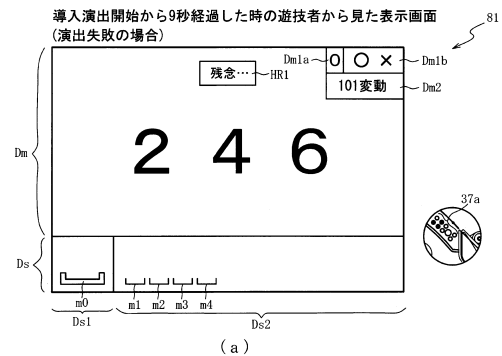 導入演出開始から9秒経過した時の遊技者から見た表示画面
(演出失敗の場合)
81
残念…
HR1
Dm1a
0
○ ×
Dm1b
101変動
Dm2
Dm
2 4 6
37a
Ds
m0
m1 m2 m3 m4
Ds1
Ds2
(a)